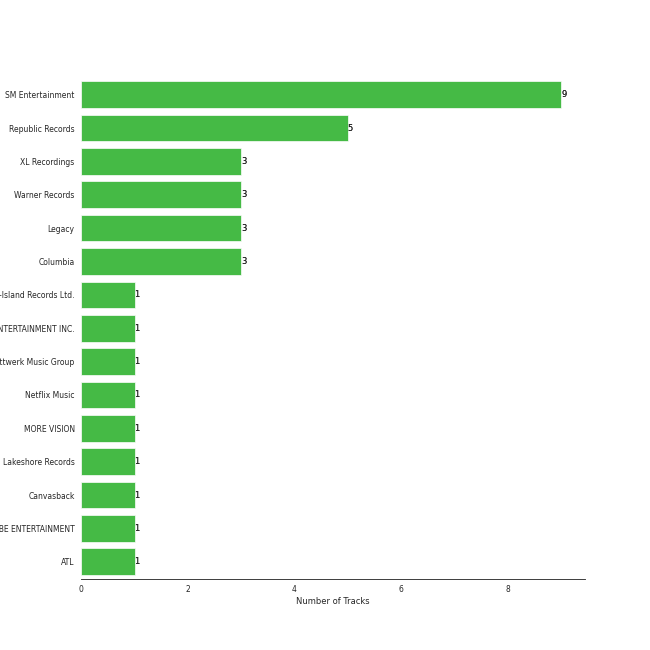 SM Entertainment 9
Republic Records 5
XL Recordings 3
Warner Records 3
Legacy 3
Columbia 3
-Island Records Ltd. 1
NTERTAINMENT INC. 1
ttwerk Music Group 1
Netflix Music 1
MORE VISION 1
Lakeshore Records 1
Canvasback 1
BE ENTERTAINMENT 1
ATL 1
0 2 4 6 8
Number of Tracks